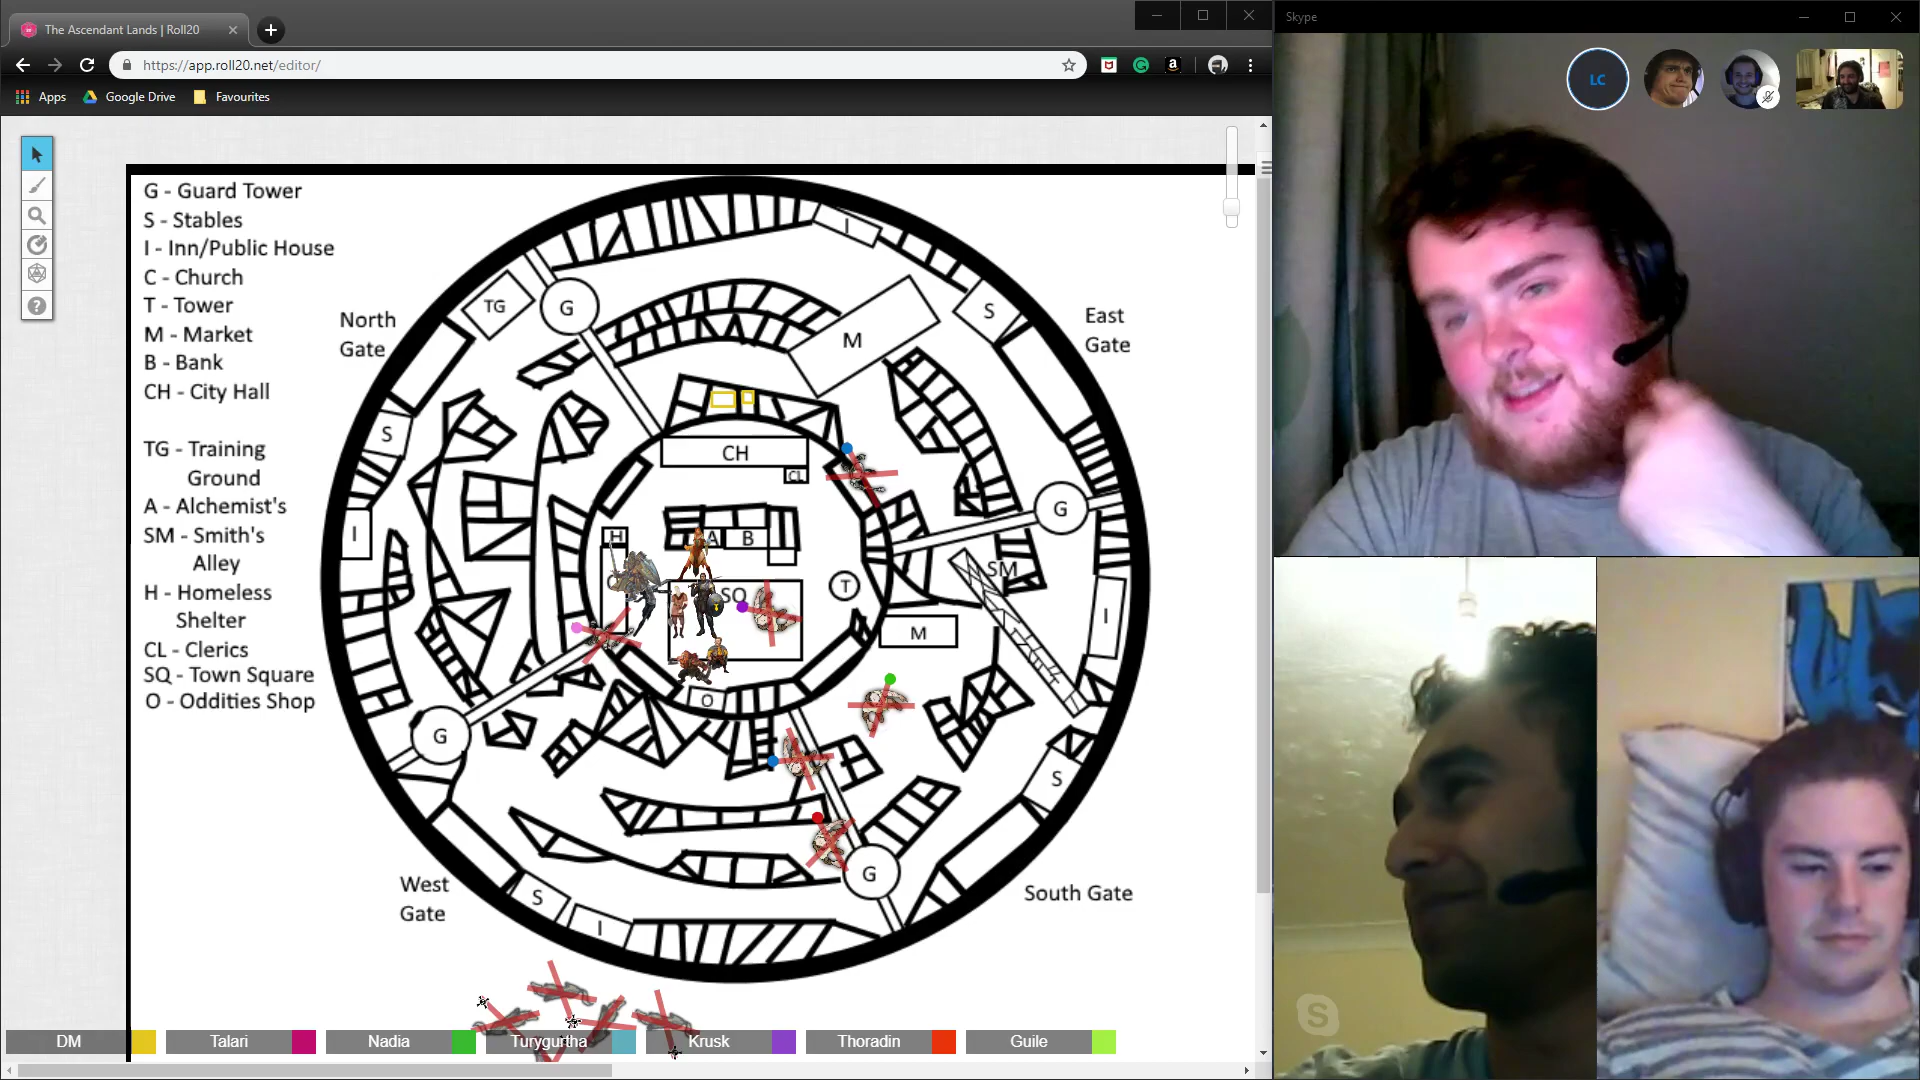 The Ascendant Lands | Roll20
https://app.roll20.net/editor/
Apps
Google Drive
Favourites
G - Guard Tower
S - Stables
I - Inn/Public House
C - Church
T - Tower
M - Market
B - Bank
CH - City Hall
TG - Training
Ground
A - Alchemist's
SM - Smith's
Alley
H - Homeless
Shelter
CL - Clerics
SQ - Town Square
O - Oddities Shop
North
Gate
East
Gate
West
Gate
South Gate
I
TG
G
S
M
S
CH
CL
G
I
H
A
B
SM
T
SQ
I
M
O
G
S
G
S
I
DM
Talari
Nadia
Turygurtha
Krusk
Thoradin
Guile
Skype
LC